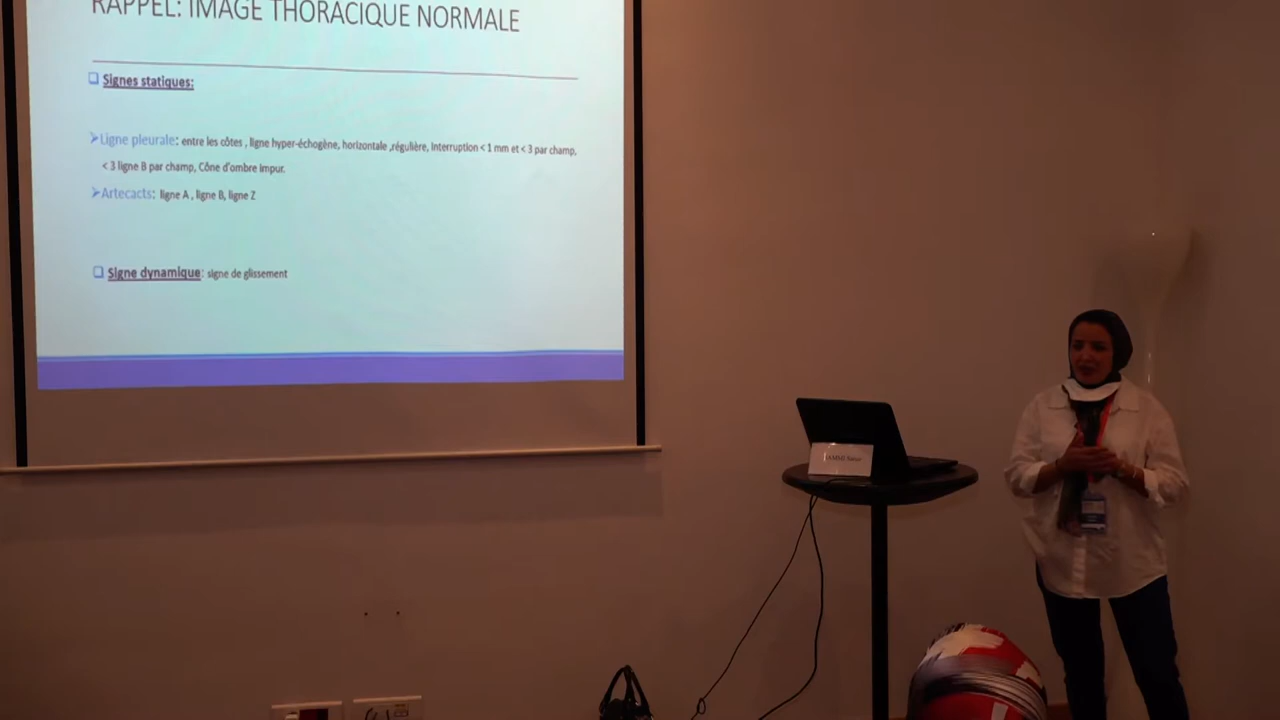 RAPPEL: IMAGE THORACIQUE NORMALE
Signes statiques:
Ligne pleurale: entre les côtes , ligne hyper-échogène, horizontale ,régulière, Interruption < 1 mm et < 3 par champ,
< 3 ligne B par champ, Cône d'ombre impur.
Artecacts: ligne A , ligne B, ligne Z
Signe dynamique: signe de glissement